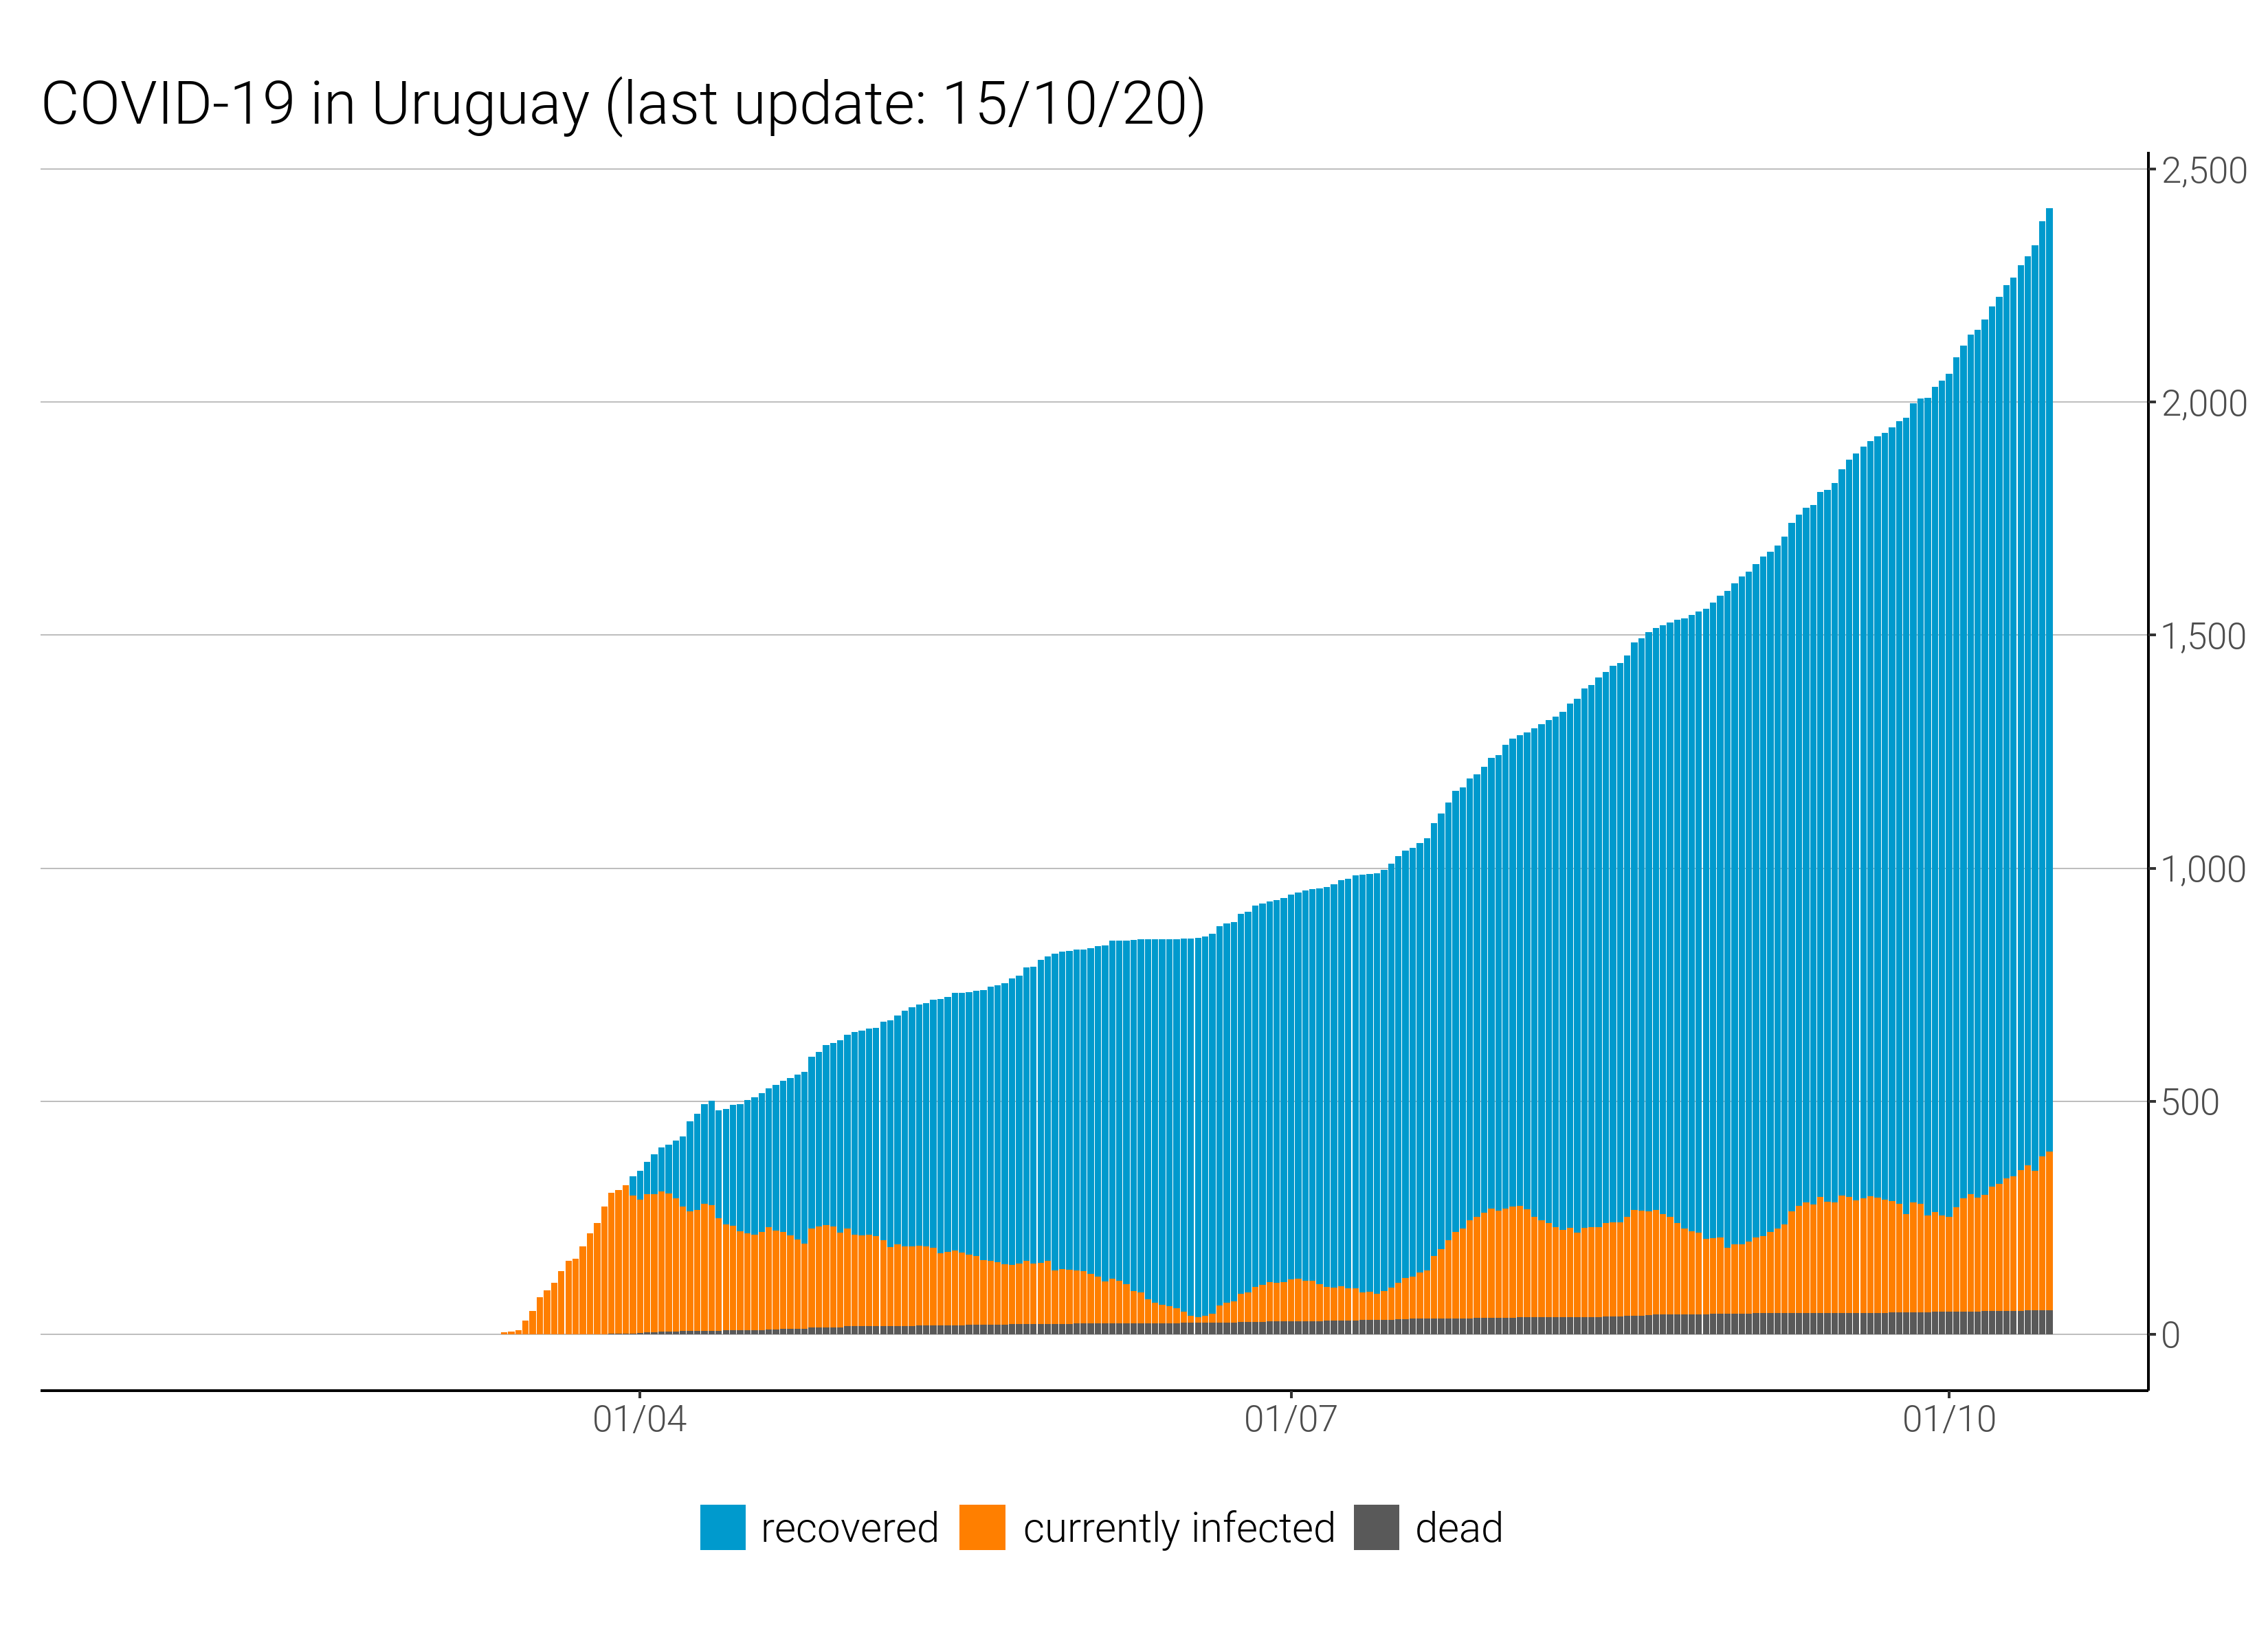 COVID-19 in Uruguay (last update: 15/10/20)
2,500
2,000
1,500
1,000
500
0
01/04 01/07 01/10
recovered currently infected dead